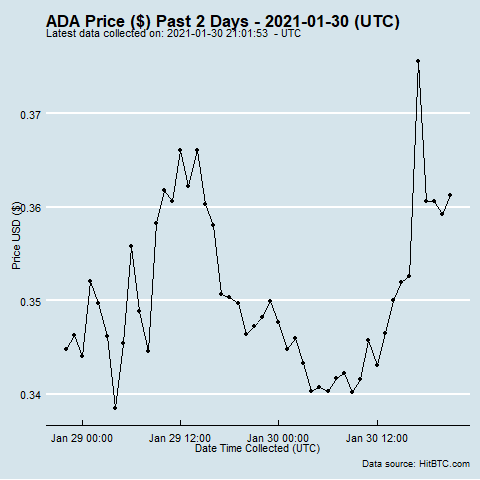 ADA Price ($) Past 2 Days - 2021-01-30 (UTC)
Latest data collected on: 2021-01-30 21:01:53 - UTC
0.37
0.36
0.35
0.34
Price USD ($)
Jan 29 00:00 Jan 29 12:00 Jan 30 00:00 Jan 30 12:00
Date Time Collected (UTC)
Data source: HitBTC.com